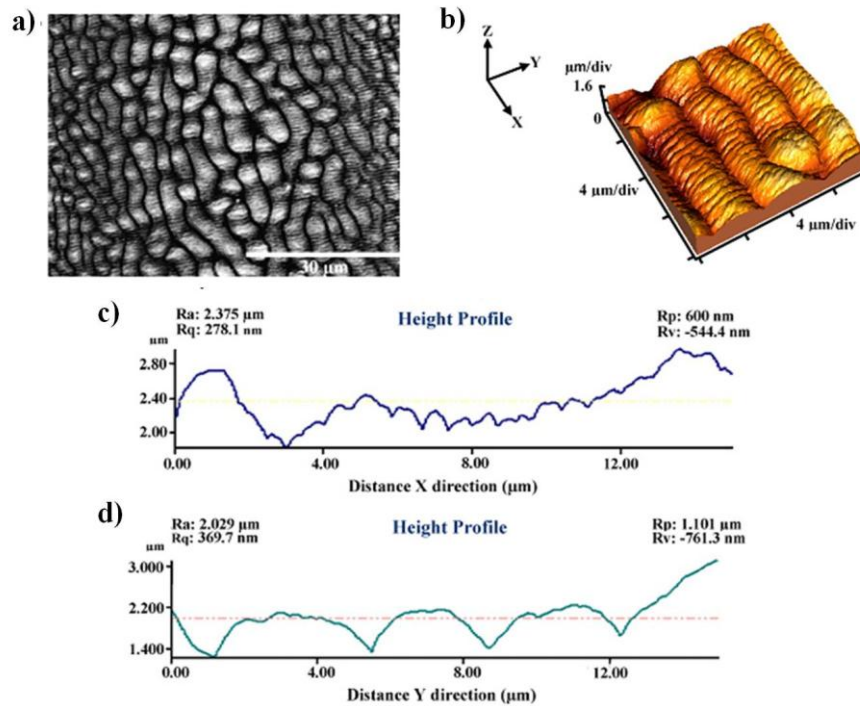 a)
30 µm
b)
Z
Y
X
µm/div
1.6
0
4 µm/div
4 µm/div
c)
Ra: 2.375 µm
Rq: 278.1 nm
Height Profile
Rp: 600 nm
Rv: -544.4 nm
µm
2.80
2.40
2.00
0.00 4.00 8.00 12.00
Distance X direction (µm)
d)
Ra: 2.029 µm
Rq: 369.7 nm
Height Profile
Rp: 1.101 µm
Rv: -761.3 nm
µm
3.000
2.200
1.400
0.00 4.00 8.00 12.00
Distance Y direction (µm)